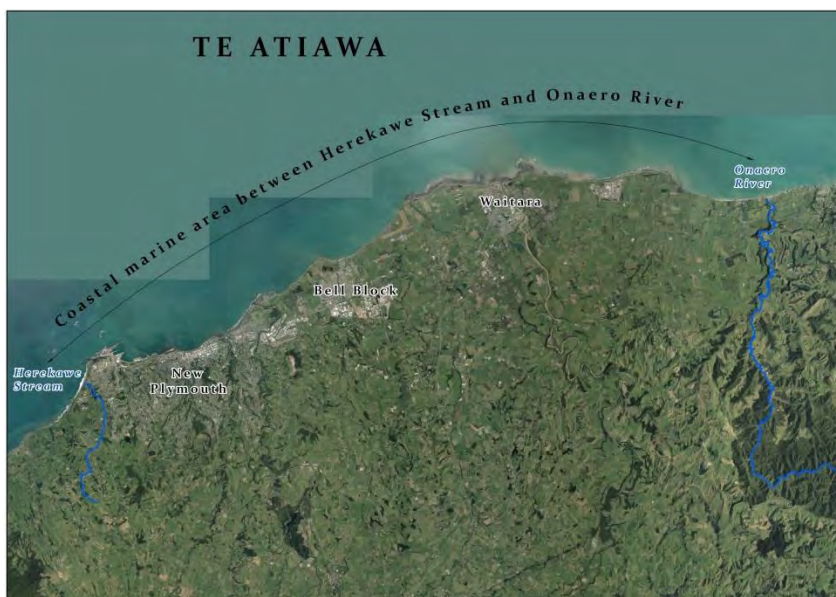 TE ATIAWA
Coastal marine area between Herekawe Stream and Onaero River
Onaero
River
Waitara
Bell Block
Herekawe
Stream
New
Plymouth